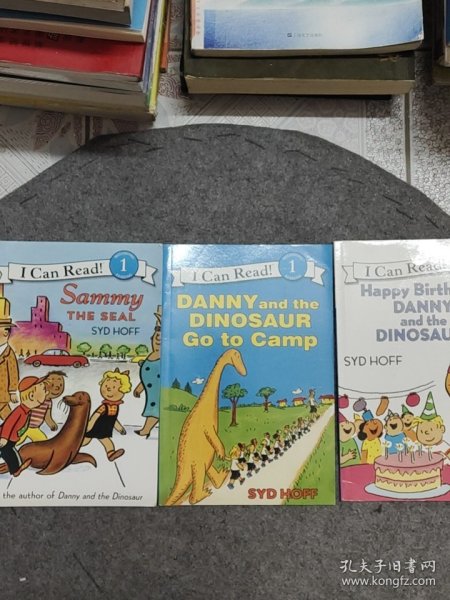 I Can Read! 1
Sammy
THE SEAL
SYD HOFF
the author of Danny and the Dinosaur
I Can Read! 1
DANNY and the
DINOSAUR
Go to Camp
SYD HOFF
I Can Read!
Happy Birth
DANNY
and the
DINOSAU
SYD HOFF
孔夫子旧书网
www.kongfz.com